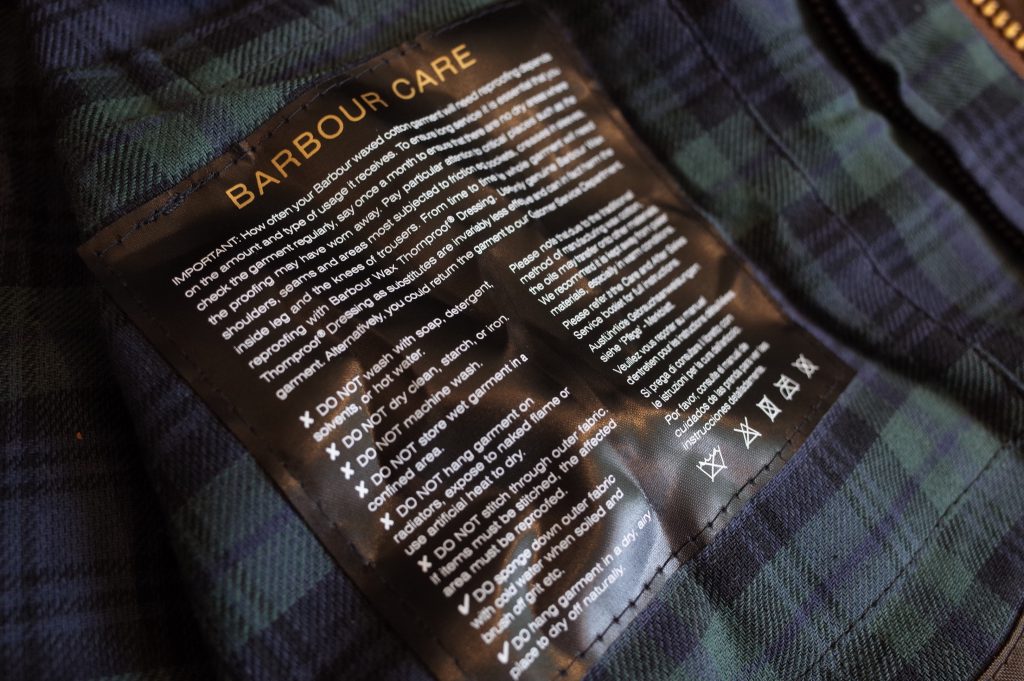 BARBOUR CARE
IMPORTANT: How often your Barbour waxed cotton garment will need reproofing depends
on the amount and type of usage it receives. To ensure long service it is essential that you
check the garment regularly, say once a month to ensure that there are no dry areas where
the proofing may have worn away. Pay particular attention to critical places such as the
shoulders, seams and areas most subjected to friction eg pockets, creases in elbows,
inside leg and the knees of trousers. From time to time the whole garment will need
reproofing with Barbour Wax Thornproof® Dressing. Use only genuine Barbour Wax
Thornproof® Dressing as substitutes are invariably less effective and can in fact harm the
garment. Alternatively, you could return the garment to our Customer Services Department.
✘ DO NOT wash with soap, detergent,
solvents, or hot water.
✘ DO NOT dry clean, starch, or iron.
✘ DO NOT machine wash.
✘ DO NOT store wet garment in a
confined area.
✘ DO NOT hang garment on
radiators, expose to naked flame or
use artificial heat to dry.
✘ DO NOT stitch through outer fabric.
If items must be stitched, the affected
area must be reproofed.
✔ DO sponge down outer fabric
with cold water when soiled and
brush off grit etc.
✔ DO hang garment in a dry, airy
place to dry off naturally.
Please note that due to the traditional
method of manufacturing waxed cotton,
the oils may transfer onto other
We recommend it is kept away from
materials, especially in warm conditions.
Please refer to the Care and After Sales
Service booklet for full instructions.
Ausführliche Gebrauchsanweisungen
siehe 'Pflege' -
Veuillez vous reporter au manuel
d'entretien pour les instructions
Si prega di consultare il libretto con
le istruzioni per la cura
Por favor, consulte el manual de
cuidados de las prendas para ver las
instrucciones detalladamente.